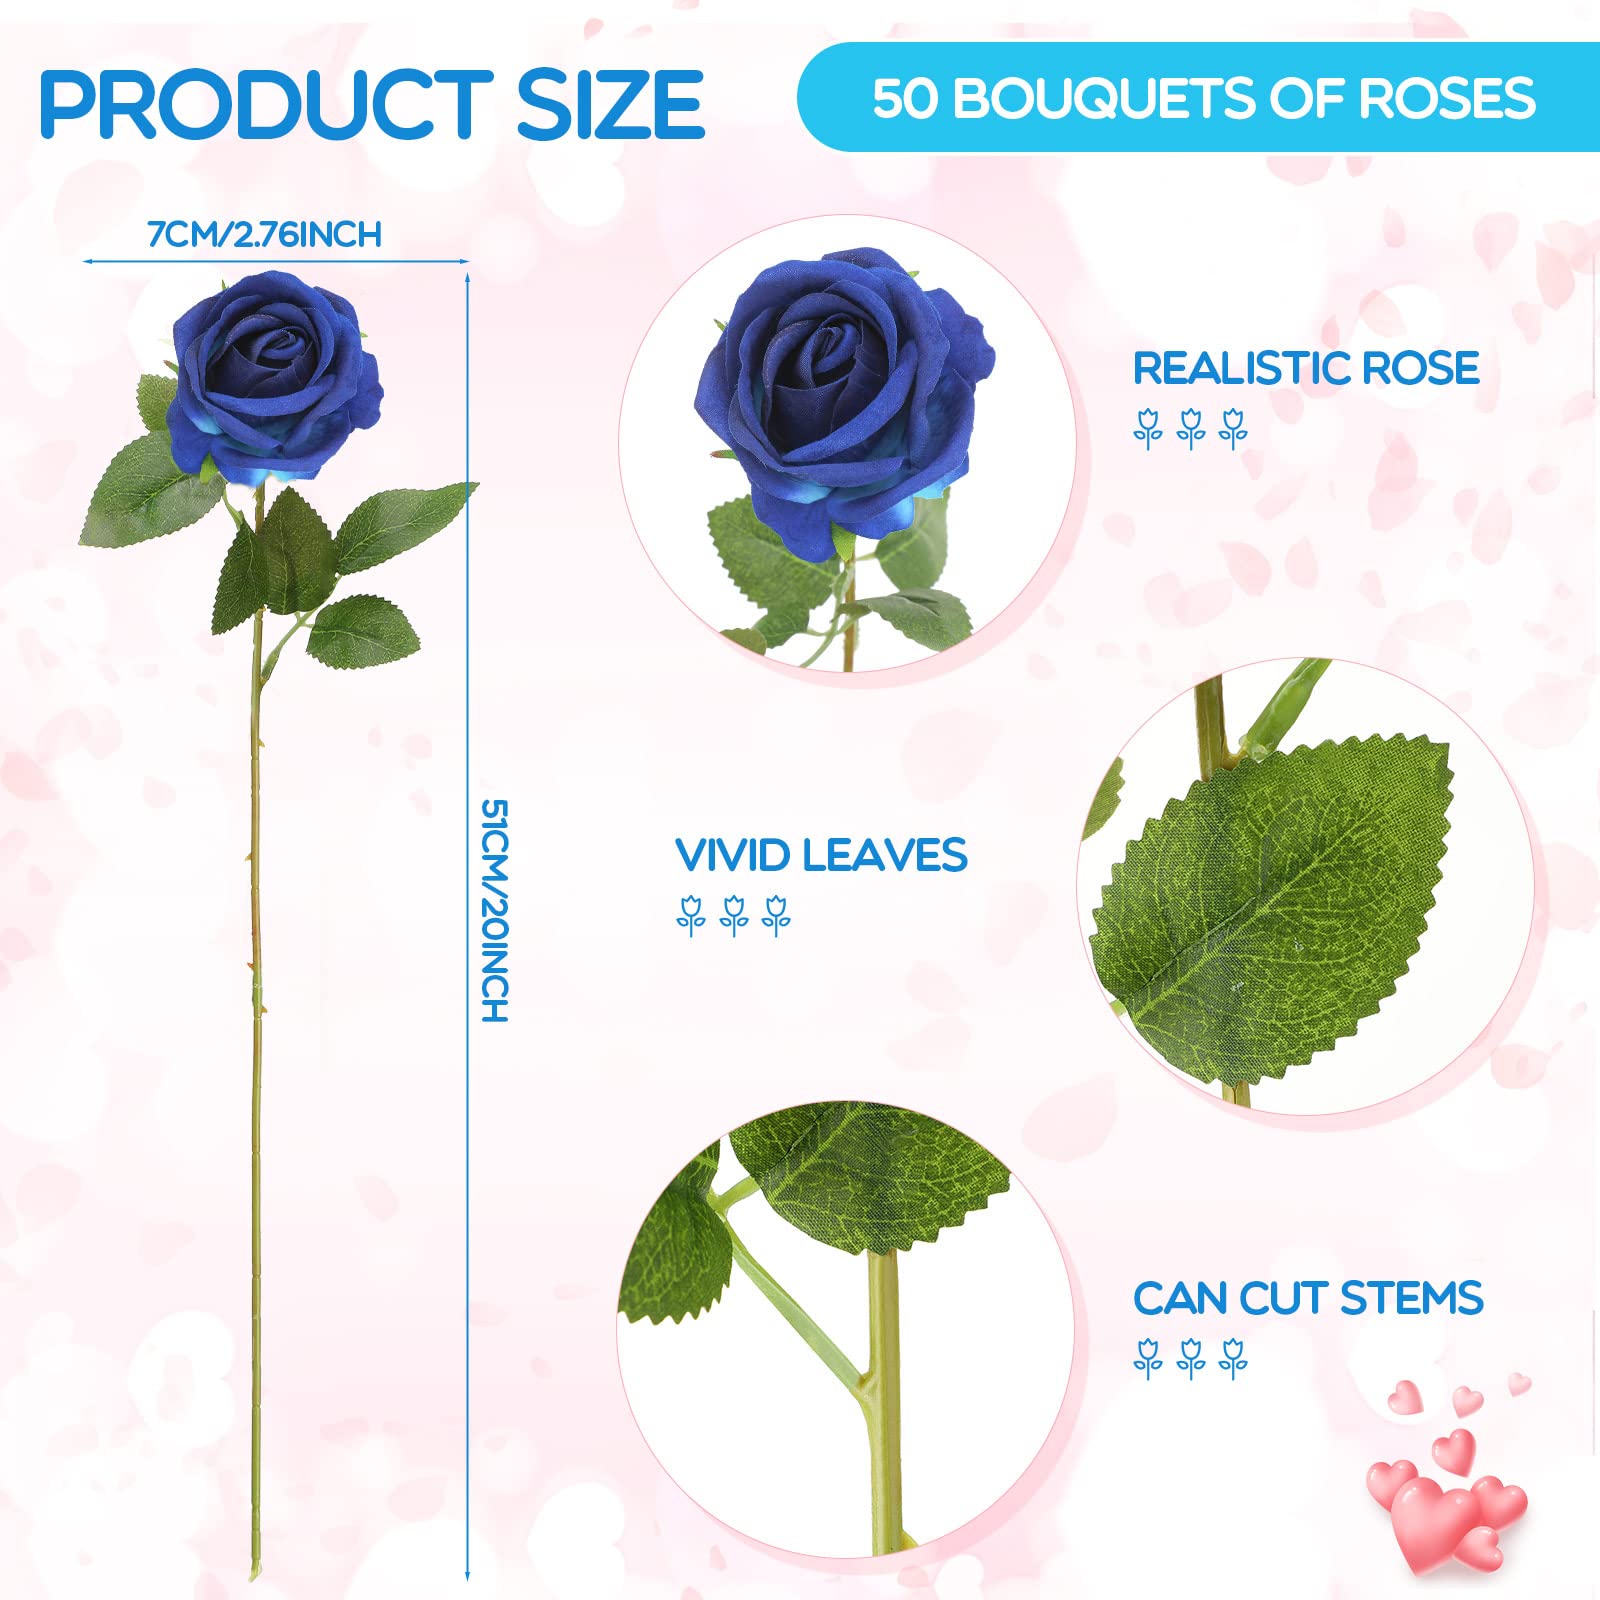 PRODUCT SIZE
50 BOUQUETS OF ROSES
7CM/2.76INCH
51CM/20INCH
REALISTIC ROSE
VIVID LEAVES
CAN CUT STEMS